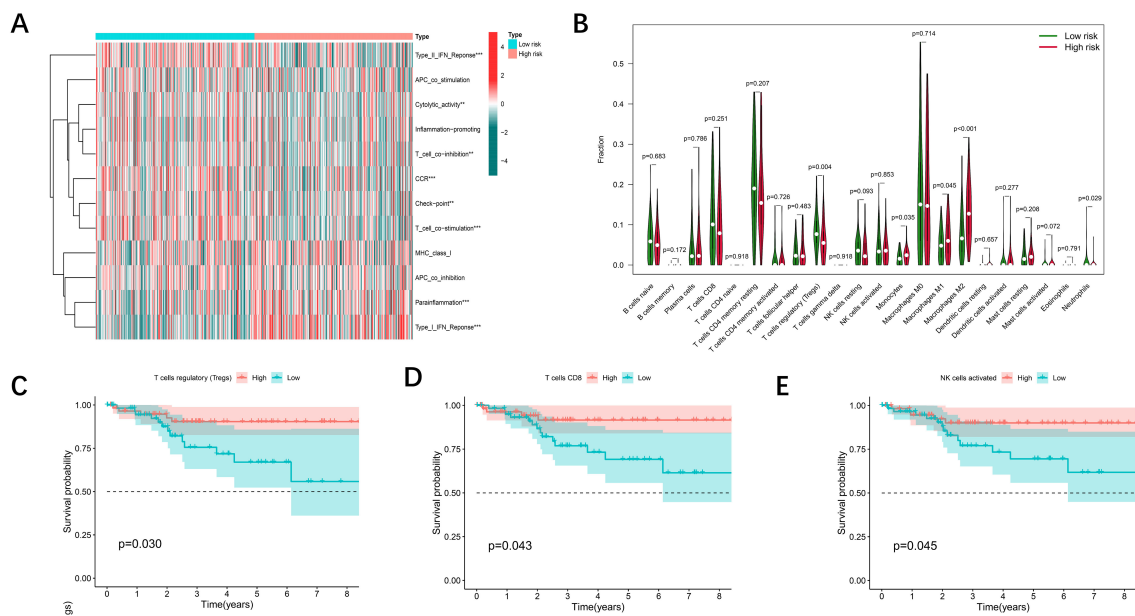 A
Type
Type
Low risk
High risk
4
2
0
−2
−4
Type_II_IFN_Reponse***
APC_co_stimulation
Cytolytic_activity**
Inflammation−promoting
T_cell_co−inhibition**
CCR***
Check−point**
T_cell_co−stimulation***
MHC_class_I
APC_co_inhibition
Parainflammation***
Type_I_IFN_Reponse***
B
Low risk
High risk
Fraction
0.5
0.4
0.3
0.2
0.1
0.0
p=0.683
p=0.172
p=0.786
p=0.251
p=0.918
p=0.207
p=0.726
p=0.483
p=0.004
p=0.918
p=0.093
p=0.853
p=0.035
p=0.714
p=0.045
p<0.001
p=0.657
p=0.277
p=0.208
p=0.072
p=0.791
p=0.029
B cells naive
B cells memory
Plasma cells
T cells CD8
T cells CD4 naive
T cells CD4 memory resting
T cells CD4 memory activated
T cells follicular helper
T cells regulatory (Tregs)
T cells gamma delta
NK cells resting
NK cells activated
Monocytes
Macrophages M0
Macrophages M1
Macrophages M2
Dendritic cells resting
Dendritic cells activated
Mast cells resting
Mast cells activated
Eosinophils
Neutrophils
C
T cells regulatory (Tregs) High Low
Survival probability
1.00
0.75
0.50
0.25
0.00
p=0.030
0 1 2 3 4 5 6 7 8
Time(years)
gs)
D
T cells CD8 High Low
Survival probability
1.00
0.75
0.50
0.25
0.00
p=0.043
0 1 2 3 4 5 6 7 8
Time(years)
E
NK cells activated High Low
Survival probability
1.00
0.75
0.50
0.25
0.00
p=0.045
0 1 2 3 4 5 6 7 8
Time(years)